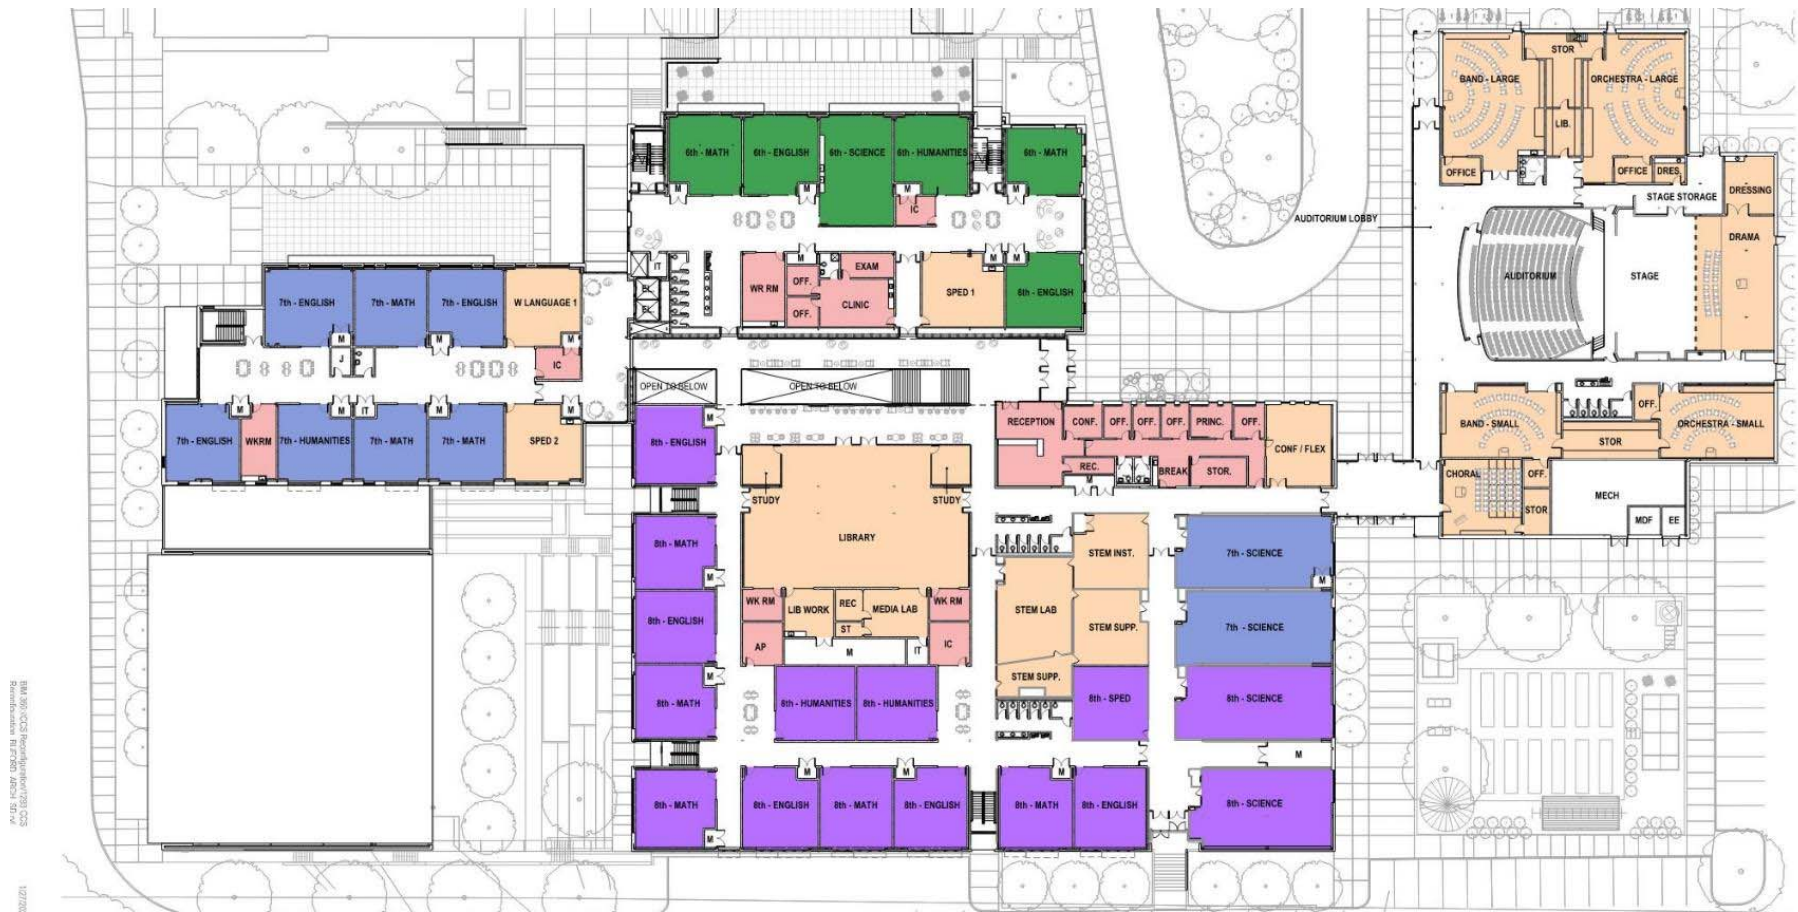 STOR
BAND - LARGE
ORCHESTRA - LARGE
LIB.
OFFICE
OFFICE
DRES.
DRESSING
STAGE STORAGE
AUDITORIUM LOBBY
DRAMA
AUDITORIUM
STAGE
6th - MATH
6th - ENGLISH
6th - SCIENCE
6th - HUMANITIES
6th - MATH
M
M
M
M
IC
M
M
M
IT
EL
EL
WR RM
OFF.
OFF.
EXAM
CLINIC
SPED 1
6th - ENGLISH
7th - ENGLISH
7th - MATH
7th - ENGLISH
W LANGUAGE 1
M
M
M
J
IC
OPEN TO BELOW
OPEN TO BELOW
M
M
IT
M
M
7th - ENGLISH
WKRM
7th - HUMANITIES
7th - MATH
7th - MATH
SPED 2
8th - ENGLISH
M
RECEPTION
CONF.
OFF.
OFF.
OFF.
PRINC.
OFF.
CONF / FLEX
REC.
BREAK
STOR.
M
OFF.
BAND - SMALL
ORCHESTRA - SMALL
STOR
CHORAL
OFF.
STOR
MECH
MDF
EE
STUDY
STUDY
LIBRARY
8th - MATH
M
STEM INST.
7th - SCIENCE
M
8th - ENGLISH
WK RM
LIB WORK
REC
MEDIA LAB
WK RM
ST
STEM LAB
STEM SUPP.
7th - SCIENCE
AP
M
IT
IC
8th - MATH
M
8th - HUMANITIES
8th - HUMANITIES
STEM SUPP.
8th - SPED
8th - SCIENCE
M
8th - MATH
M
M
M
M
8th - ENGLISH
8th - MATH
8th - ENGLISH
8th - MATH
8th - ENGLISH
8th - SCIENCE